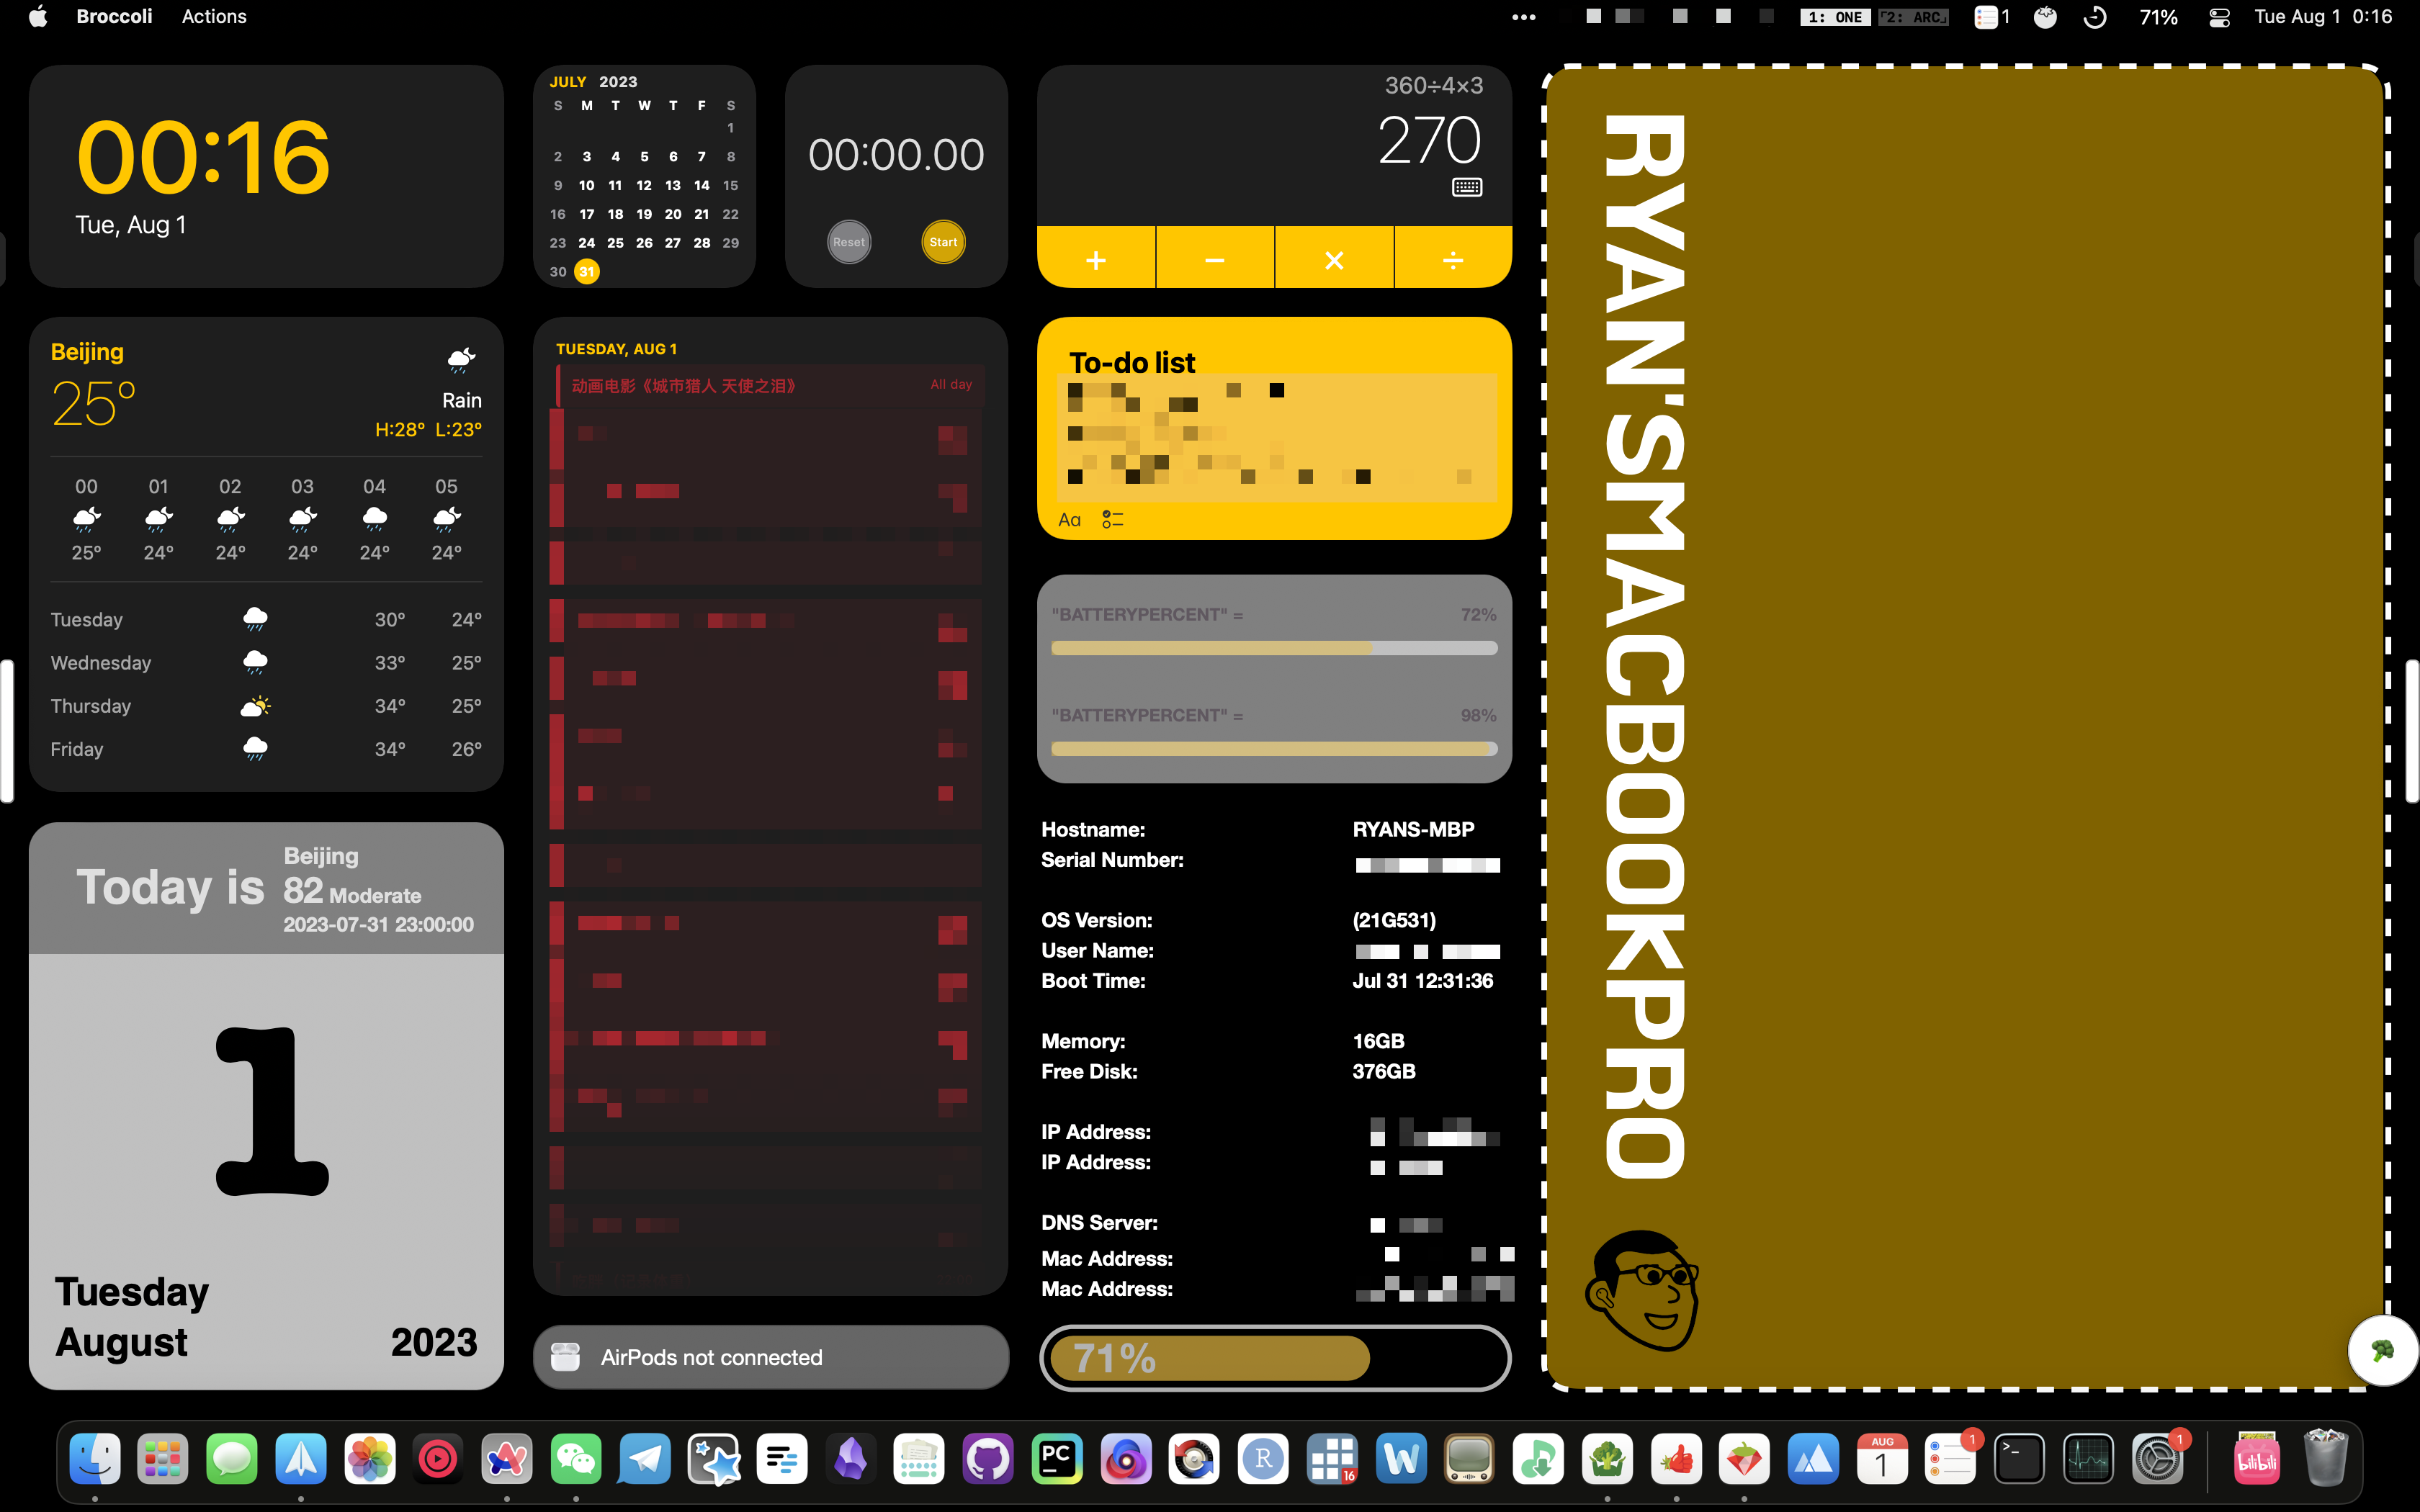 Broccoli Actions
••• 1: ONE 2: ARC 1 71% Tue Aug 1 0:16
00:16
Tue, Aug 1
JULY 2023
S M T W T F S
1
2 3 4 5 6 7 8
9 10 11 12 13 14 15
16 17 18 19 20 21 22
23 24 25 26 27 28 29
30 31
00:00.00
Reset Start
360÷4×3
270
+ − × ÷
Beijing
25°
Rain
H:28° L:23°
00 01 02 03 04 05
25° 24° 24° 24° 24° 24°
Tuesday 30° 24°
Wednesday 33° 25°
Thursday 34° 25°
Friday 34° 26°
Today is
Beijing
82 Moderate
2023-07-31 23:00:00
1
Tuesday
August 2023
TUESDAY, AUG 1
动画电影《城市猎人 天使之泪》 All day
AirPods not connected
To-do list
Aa
"BATTERYPERCENT" = 72%
"BATTERYPERCENT" = 98%
Hostname: RYANS-MBP
Serial Number:
OS Version: (21G531)
User Name:
Boot Time: Jul 31 12:31:36
Memory: 16GB
Free Disk: 376GB
IP Address:
IP Address:
DNS Server:
Mac Address:
Mac Address:
71%
RYAN'SMACBOOKPRO
PC
R
16
W
AUG
1
1
>_
1
bilibili